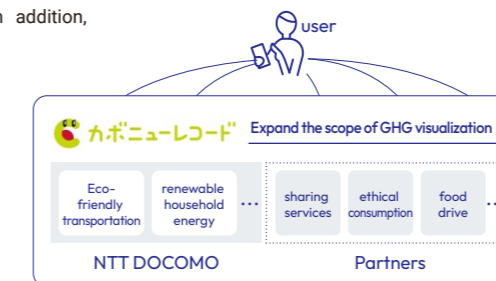 addition,
user
カボニューレコード
Expand the scope of GHG visualization
Eco-
friendly
transportation
renewable
household
energy
...
sharing
services
ethical
consumption
food
drive
NTT DOCOMO
Partners